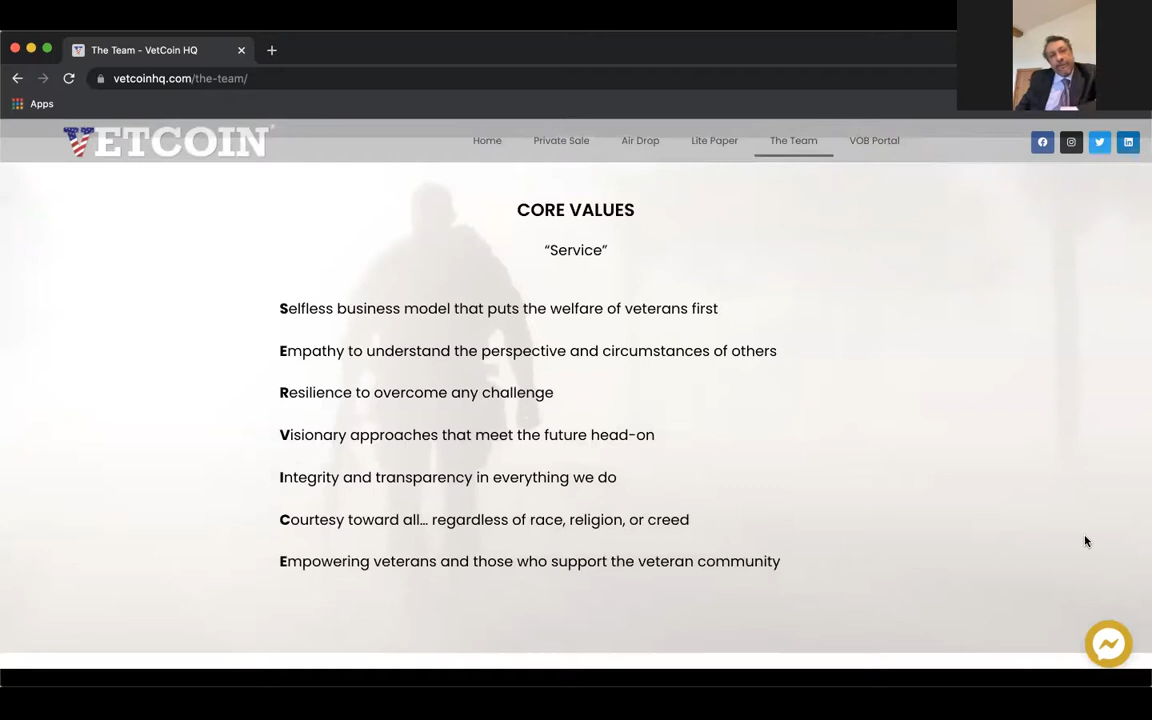 The Team - VetCoin HQ
vetcoinhq.com/the-team/
Apps
VETCOIN®
Home Private Sale Air Drop Lite Paper The Team VOB Portal
CORE VALUES
“Service”
Selfless business model that puts the welfare of veterans first
Empathy to understand the perspective and circumstances of others
Resilience to overcome any challenge
Visionary approaches that meet the future head-on
Integrity and transparency in everything we do
Courtesy toward all... regardless of race, religion, or creed
Empowering veterans and those who support the veteran community